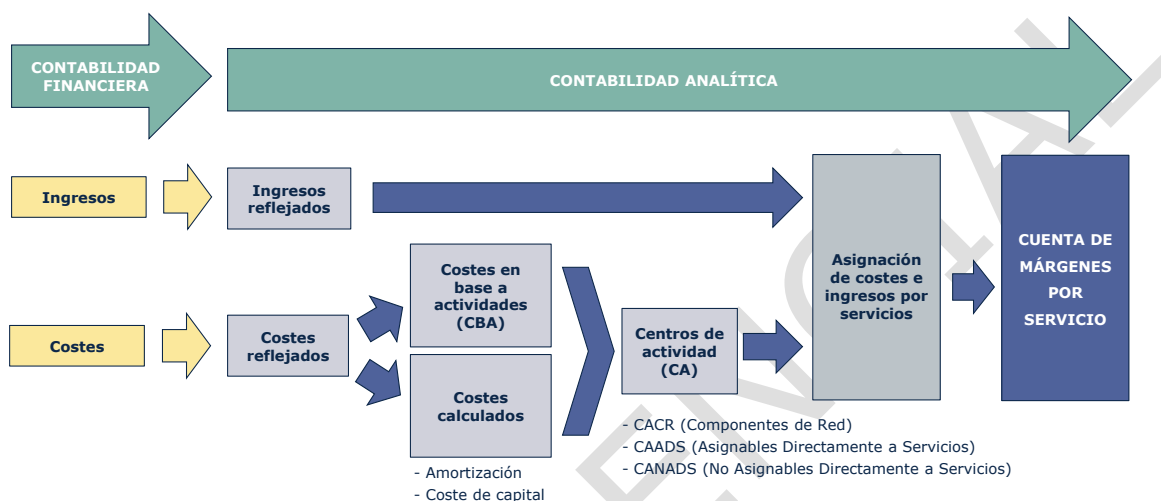 CONTABILIDAD
FINANCIERA
CONTABILIDAD ANALÍTICA
Ingresos
Ingresos
reflejados
Costes
Costes
reflejados
Costes en
base a
actividades
(CBA)
Costes
calculados
- Amortización
- Coste de capital
Centros de
actividad
(CA)
- CACR (Componentes de Red)
- CAADS (Asignables Directamente a Servicios)
- CANADS (No Asignables Directamente a Servicios)
Asignación
de costes e
ingresos por
servicios
CUENTA DE
MÁRGENES
POR
SERVICIO